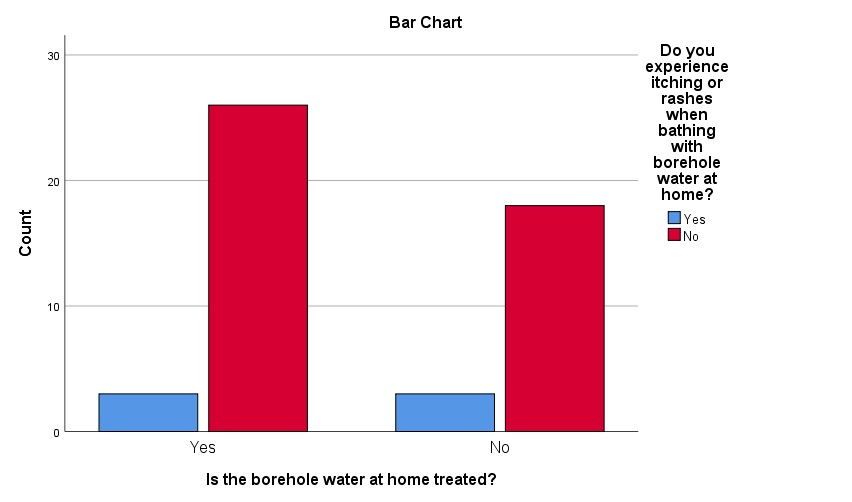 Bar Chart
30
20
10
0
Count
Yes
No
Is the borehole water at home treated?
Do you
experience
itching or
rashes
when
bathing
with
borehole
water at
home?
Yes
No